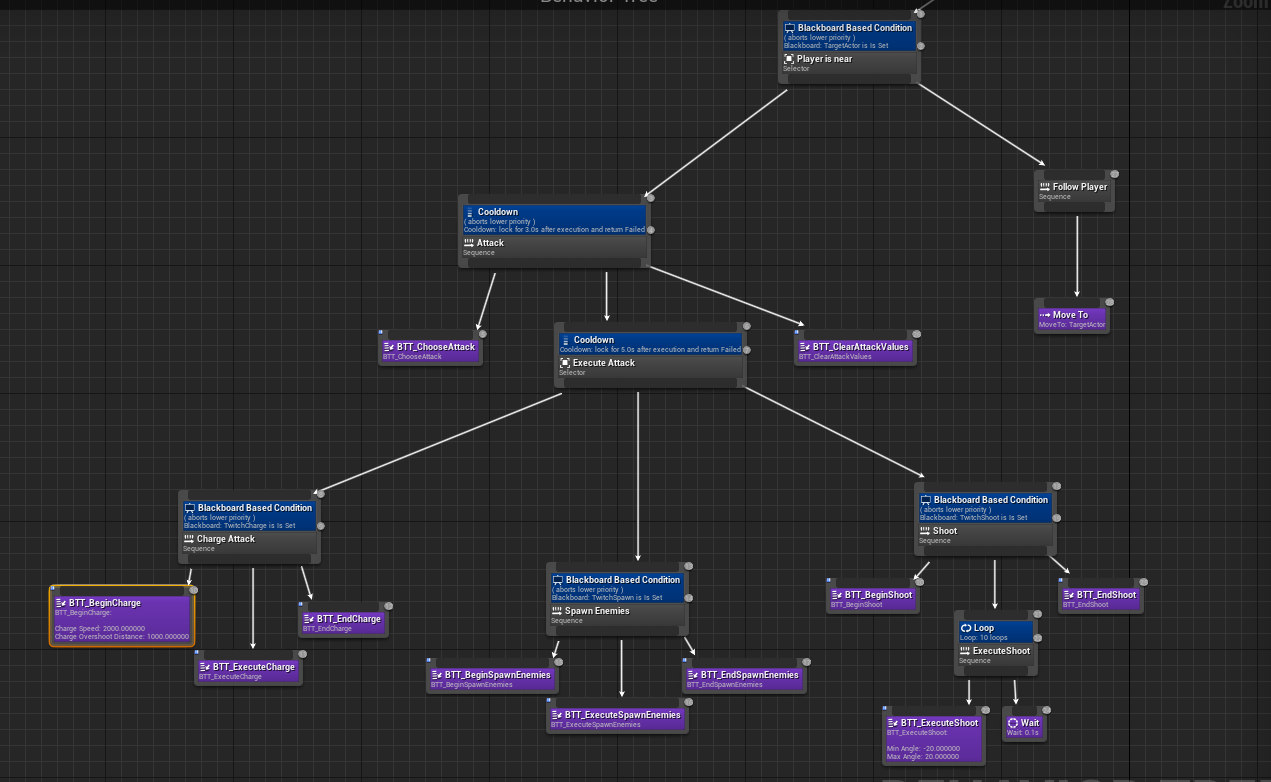 Behavior Tree
Zoom
Blackboard Based Condition
( aborts lower priority )
Blackboard: TargetActor is Is Set
Player is near
Selector
Follow Player
Sequence
Cooldown
( aborts lower priority )
Cooldown: lock for 3.0s after execution and return Failed
Attack
Sequence
Move To
MoveTo: TargetActor
BTT_ChooseAttack
BTT_ChooseAttack
Cooldown
Cooldown: lock for 5.0s after execution and return Failed
Execute Attack
Selector
BTT_ClearAttackValues
BTT_ClearAttackValues
Blackboard Based Condition
( aborts lower priority )
Blackboard: TwitchCharge is Is Set
Charge Attack
Sequence
Blackboard Based Condition
( aborts lower priority )
Blackboard: TwitchShoot is Is Set
Shoot
Sequence
BTT_BeginCharge
BTT_BeginCharge:
Charge Speed: 2000.000000
Charge Overshoot Distance: 1000.000000
BTT_EndCharge
BTT_EndCharge
BTT_ExecuteCharge
BTT_ExecuteCharge
Blackboard Based Condition
( aborts lower priority )
Blackboard: TwitchSpawn is Is Set
Spawn Enemies
Sequence
BTT_BeginSpawnEnemies
BTT_BeginSpawnEnemies
BTT_EndSpawnEnemies
BTT_EndSpawnEnemies
BTT_ExecuteSpawnEnemies
BTT_ExecuteSpawnEnemies
BTT_BeginShoot
BTT_BeginShoot
BTT_EndShoot
BTT_EndShoot
Loop
Loop: 10 loops
ExecuteShoot
Sequence
BTT_ExecuteShoot
BTT_ExecuteShoot:
Min Angle: -20.000000
Max Angle: 20.000000
Wait
Wait: 0.1s